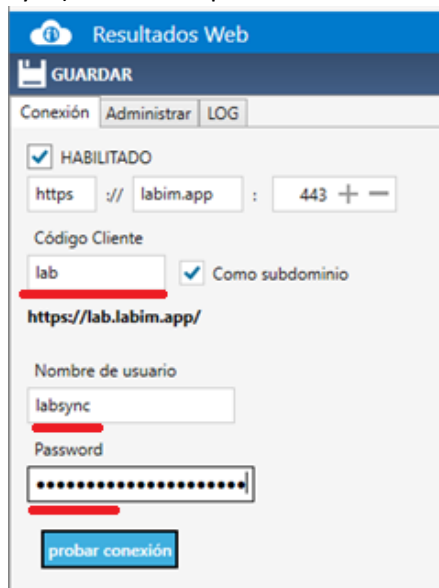 Resultados Web
GUARDAR
Conexión Administrar LOG
HABILITADO
https :// labim.app : 443 + −
Código Cliente
lab Como subdominio
https://lab.labim.app/
Nombre de usuario
labsync
Password
●●●●●●●●●●●●●●●●●●●●●
probar conexión